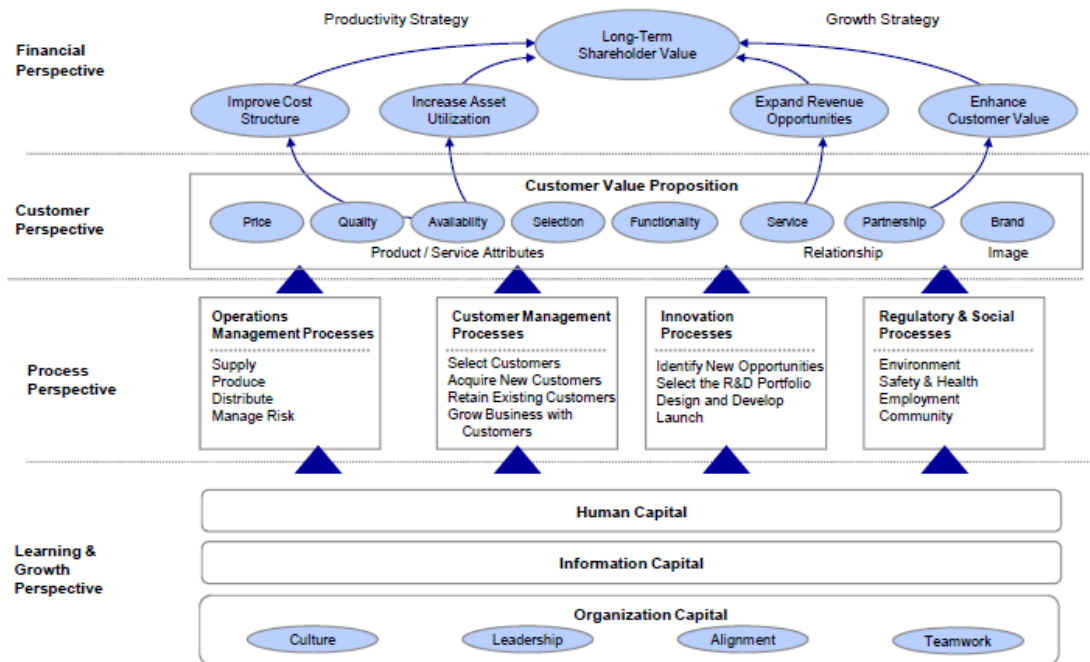 Productivity Strategy
Growth Strategy
Financial
Perspective
Long-Term
Shareholder Value
Improve Cost
Structure
Increase Asset
Utilization
Expand Revenue
Opportunities
Enhance
Customer Value
Customer
Perspective
Customer Value Proposition
Price
Quality
Availability
Selection
Functionality
Service
Partnership
Brand
Product / Service Attributes
Relationship
Image
Process
Perspective
Operations
Management Processes
Supply
Produce
Distribute
Manage Risk
Customer Management
Processes
Select Customers
Acquire New Customers
Retain Existing Customers
Grow Business with
Customers
Innovation
Processes
Identify New Opportunities
Select the R&D Portfolio
Design and Develop
Launch
Regulatory & Social
Processes
Environment
Safety & Health
Employment
Community
Learning &
Growth
Perspective
Human Capital
Information Capital
Organization Capital
Culture
Leadership
Alignment
Teamwork